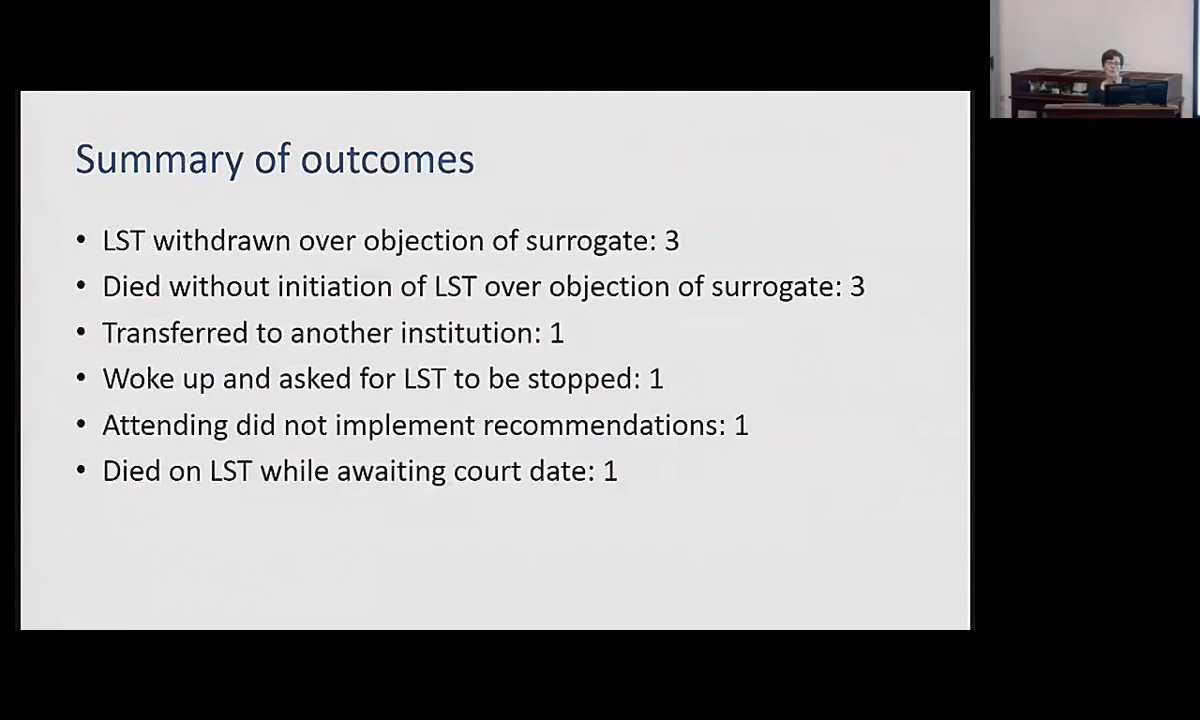 Summary of outcomes
• LST withdrawn over objection of surrogate: 3
• Died without initiation of LST over objection of surrogate: 3
• Transferred to another institution: 1
• Woke up and asked for LST to be stopped: 1
• Attending did not implement recommendations: 1
• Died on LST while awaiting court date: 1